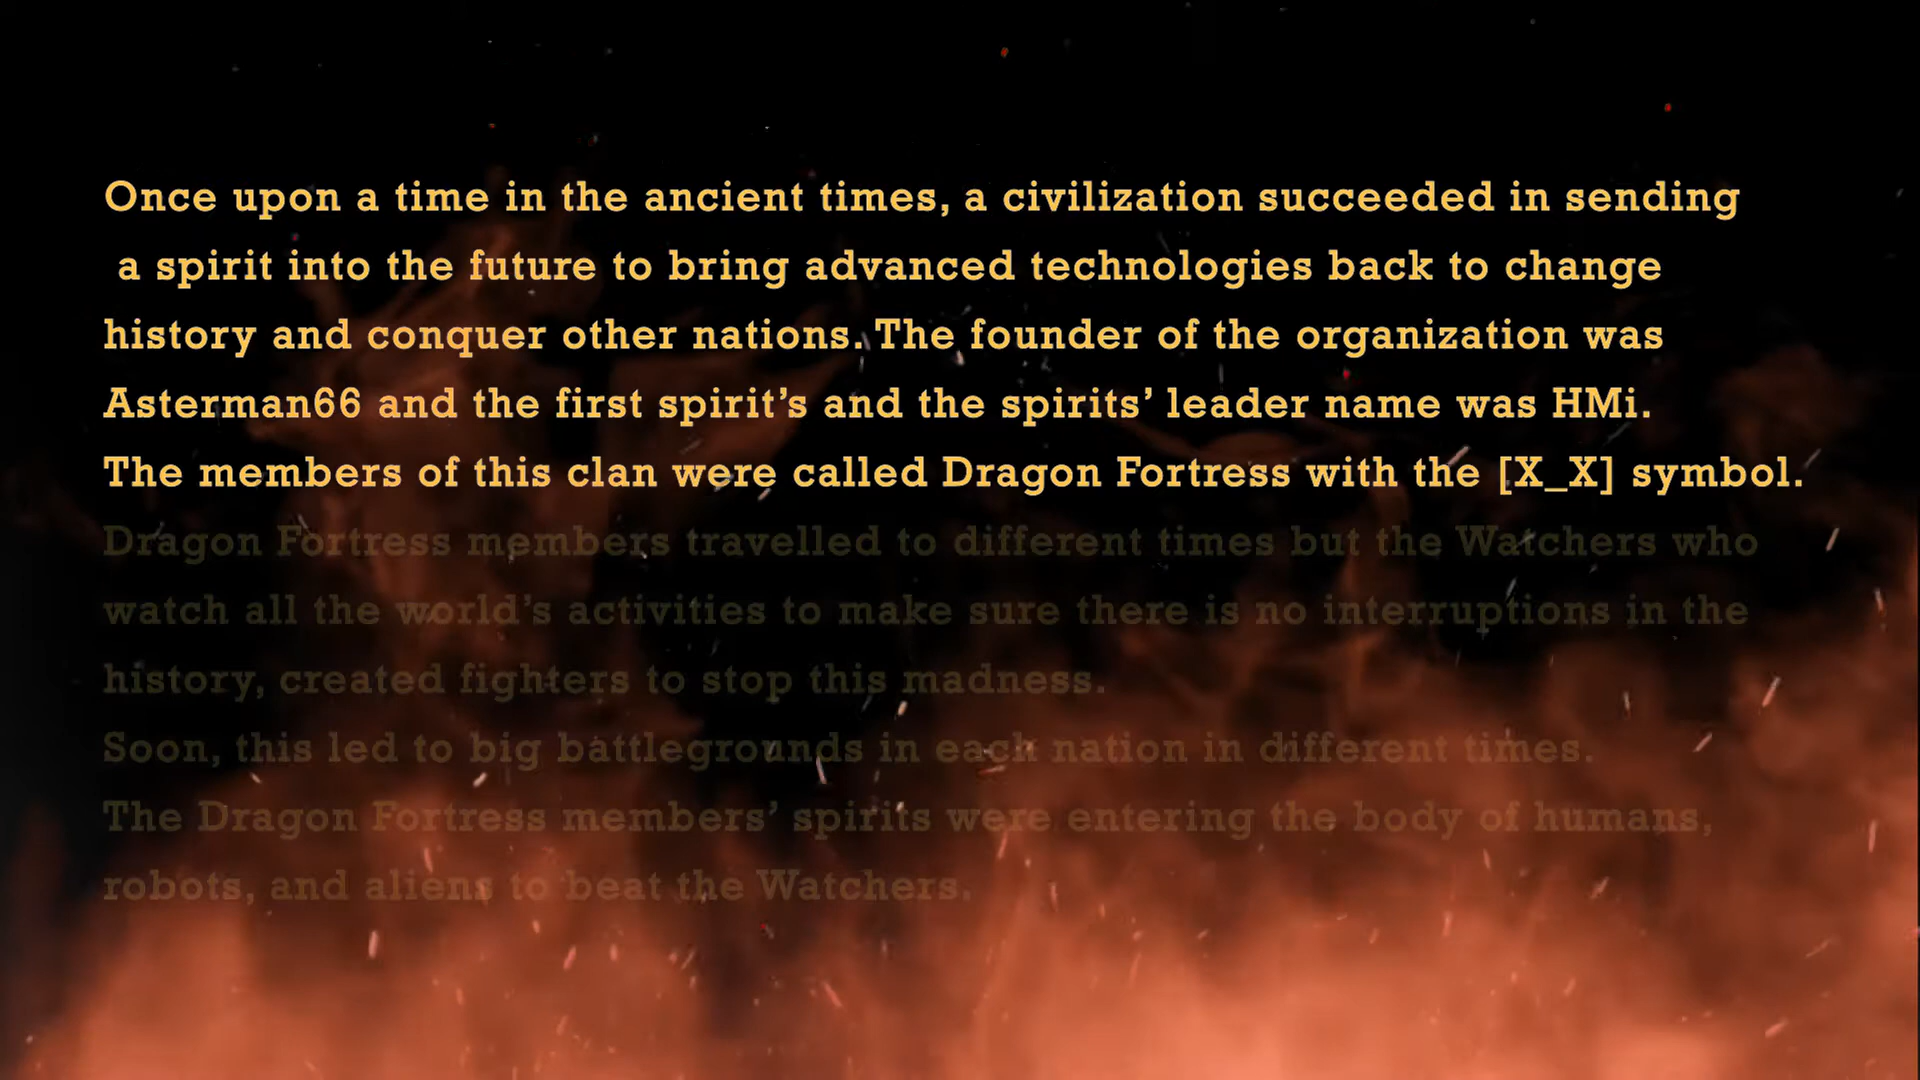 Once upon a time in the ancient times, a civilization succeeded in sending
a spirit into the future to bring advanced technologies back to change
history and conquer other nations. The founder of the organization was
Asterman66 and the first spirit’s and the spirits’ leader name was HMi.
The members of this clan were called Dragon Fortress with the [X_X] symbol.
Dragon Fortress members travelled to different times but the Watchers who
watch all the world’s activities to make sure there is no interruptions in the
history, created fighters to stop this madness.
Soon, this led to big battlegrounds in each nation in different times.
The Dragon Fortress members’ spirits were entering the body of humans,
robots, and aliens to beat the Watchers.